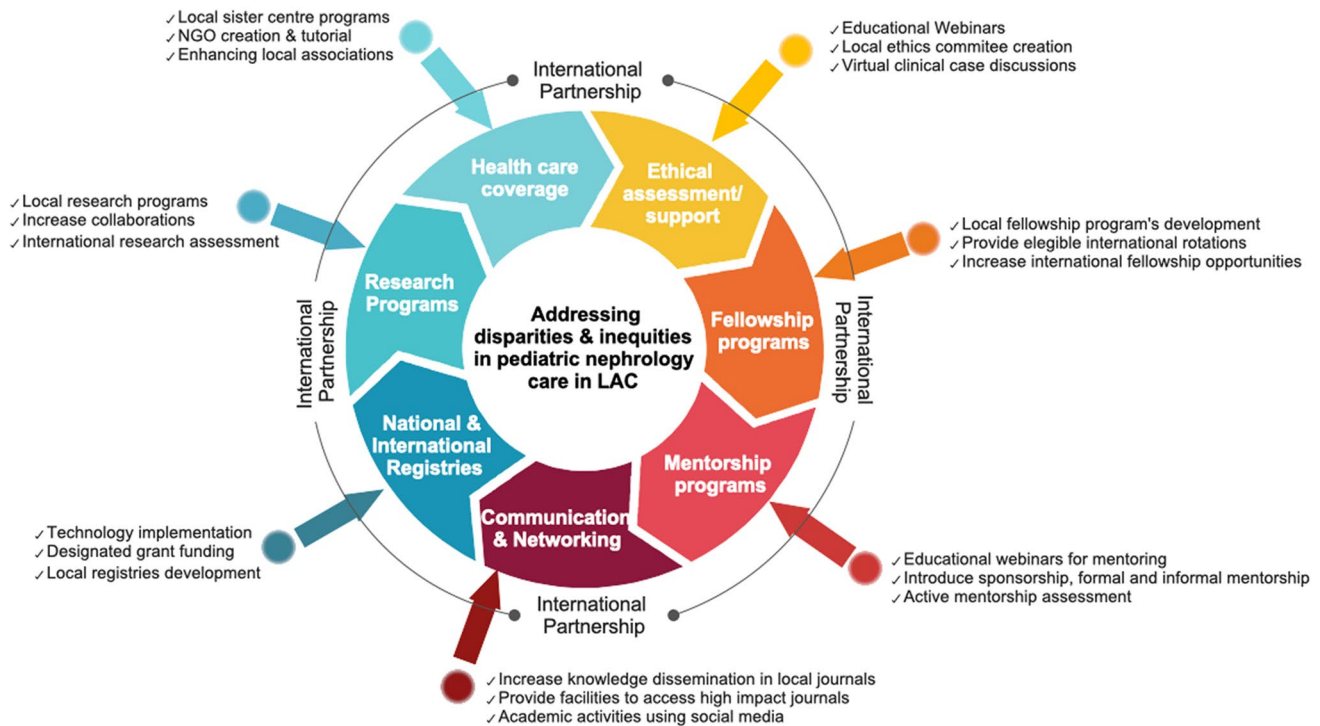 ✓ Local sister centre programs
✓ NGO creation & tutorial
✓ Enhancing local associations
✓ Educational Webinars
✓ Local ethics commitee creation
✓ Virtual clinical case discussions
International
Partnership
Health care
coverage
Ethical
assessment/
support
✓ Local research programs
✓ Increase collaborations
✓ International research assessment
✓ Local fellowship program's development
✓ Provide elegible international rotations
✓ Increase international fellowship opportunities
Research
Programs
Addressing
disparities & inequities
in pediatric nephrology
care in LAC
Fellowship
programs
International
Partnership
International
Partnership
National &
International
Registries
Mentorship
programs
Communication
& Networking
✓ Technology implementation
✓ Designated grant funding
✓ Local registries development
✓ Educational webinars for mentoring
✓ Introduce sponsorship, formal and informal mentorship
✓ Active mentorship assessment
International
Partnership
✓ Increase knowledge dissemination in local journals
✓ Provide facilities to access high impact journals
✓ Academic activities using social media